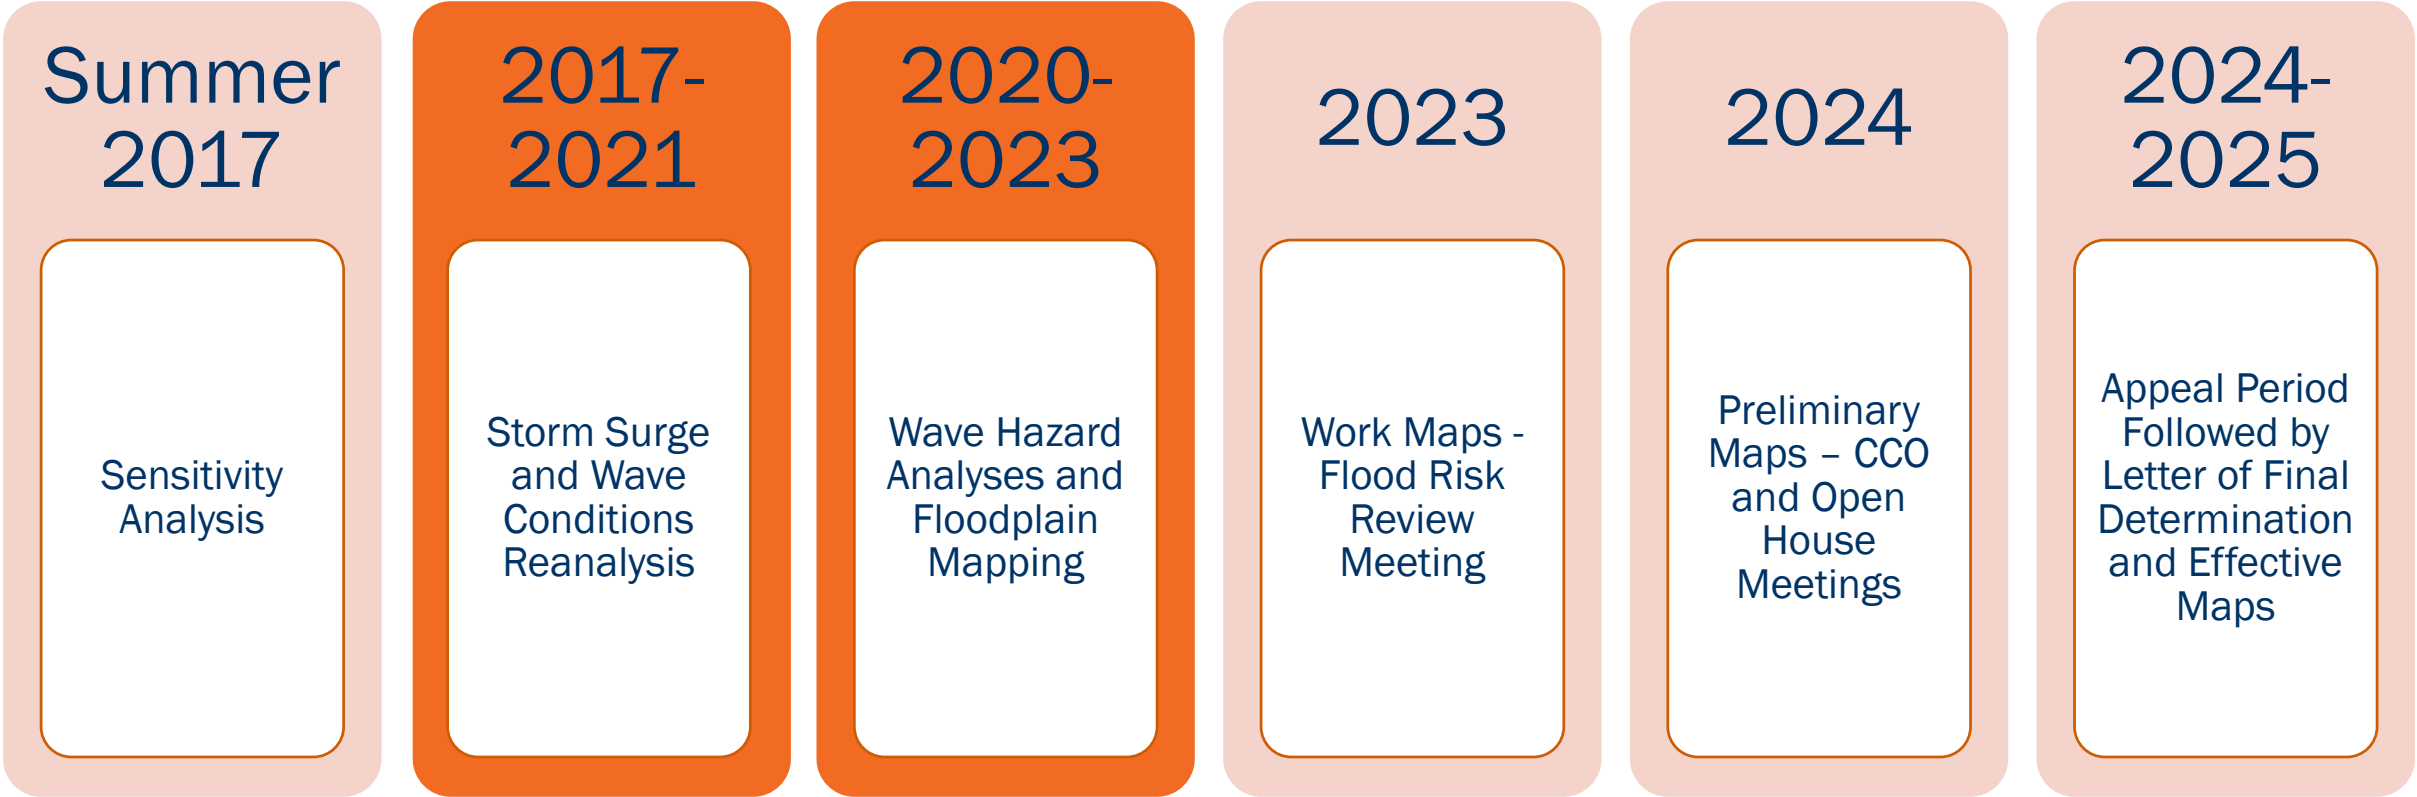 Summer
2017
Sensitivity
Analysis
2017-
2021
Storm Surge
and Wave
Conditions
Reanalysis
2020-
2023
Wave Hazard
Analyses and
Floodplain
Mapping
2023
Work Maps -
Flood Risk
Review
Meeting
2024
Preliminary
Maps – CCO
and Open
House
Meetings
2024-
2025
Appeal Period
Followed by
Letter of Final
Determination
and Effective
Maps